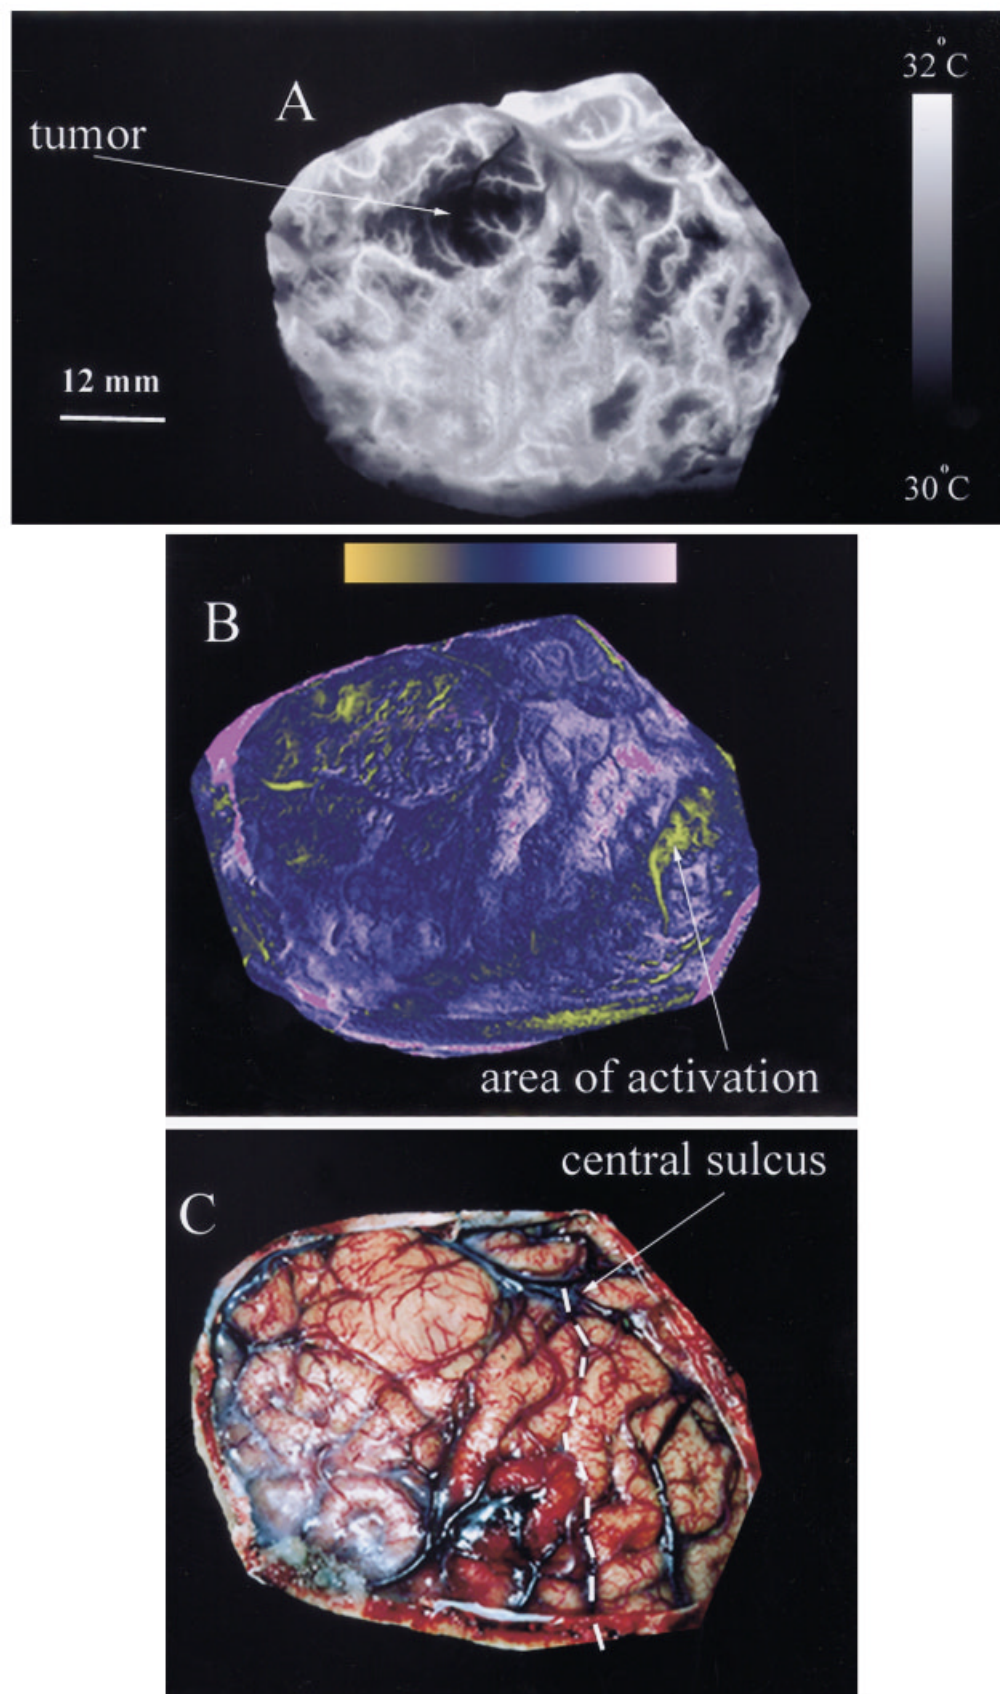 A
32°C
tumor
12 mm
30°C
B
area of activation
central sulcus
C